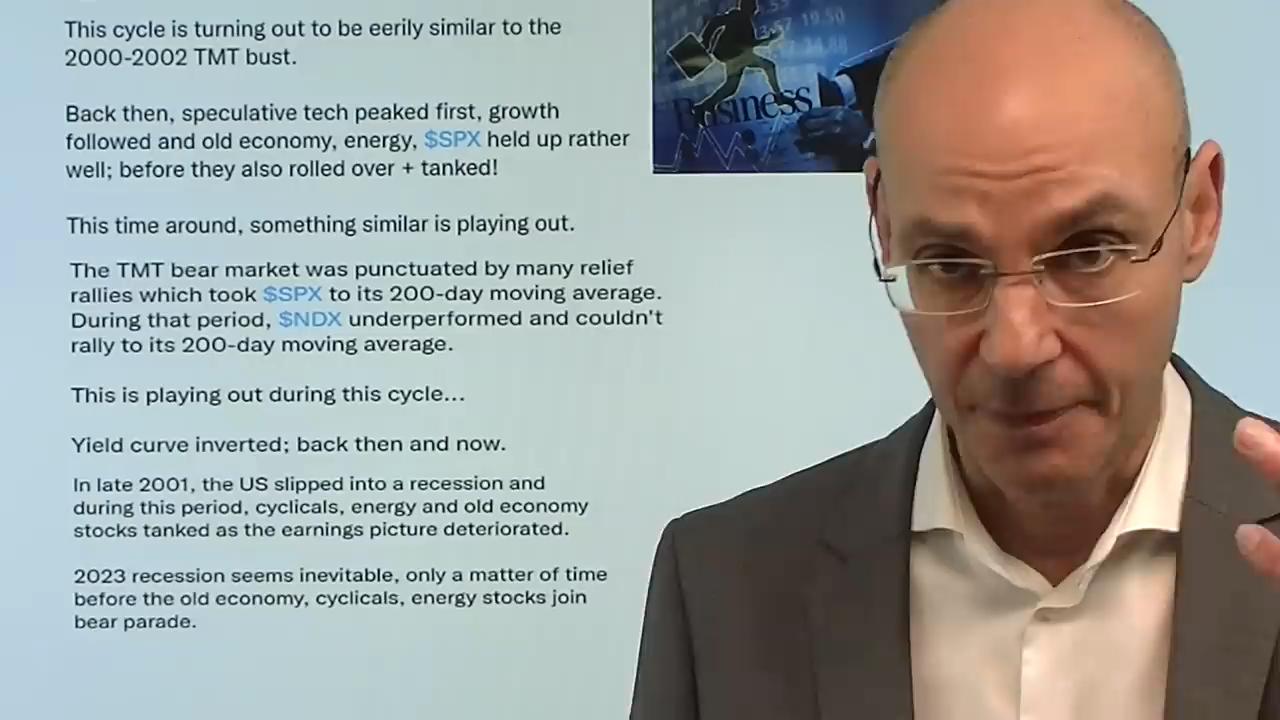 This cycle is turning out to be eerily similar to the
2000-2002 TMT bust.
Back then, speculative tech peaked first, growth
followed and old economy, energy, $SPX held up rather
well; before they also rolled over + tanked!
This time around, something similar is playing out.
The TMT bear market was punctuated by many relief
rallies which took $SPX to its 200-day moving average.
During that period, $NDX underperformed and couldn't
rally to its 200-day moving average.
This is playing out during this cycle...
Yield curve inverted; back then and now.
In late 2001, the US slipped into a recession and
during this period, cyclicals, energy and old economy
stocks tanked as the earnings picture deteriorated.
2023 recession seems inevitable, only a matter of time
before the old economy, cyclicals, energy stocks join
bear parade.
19.50
Business